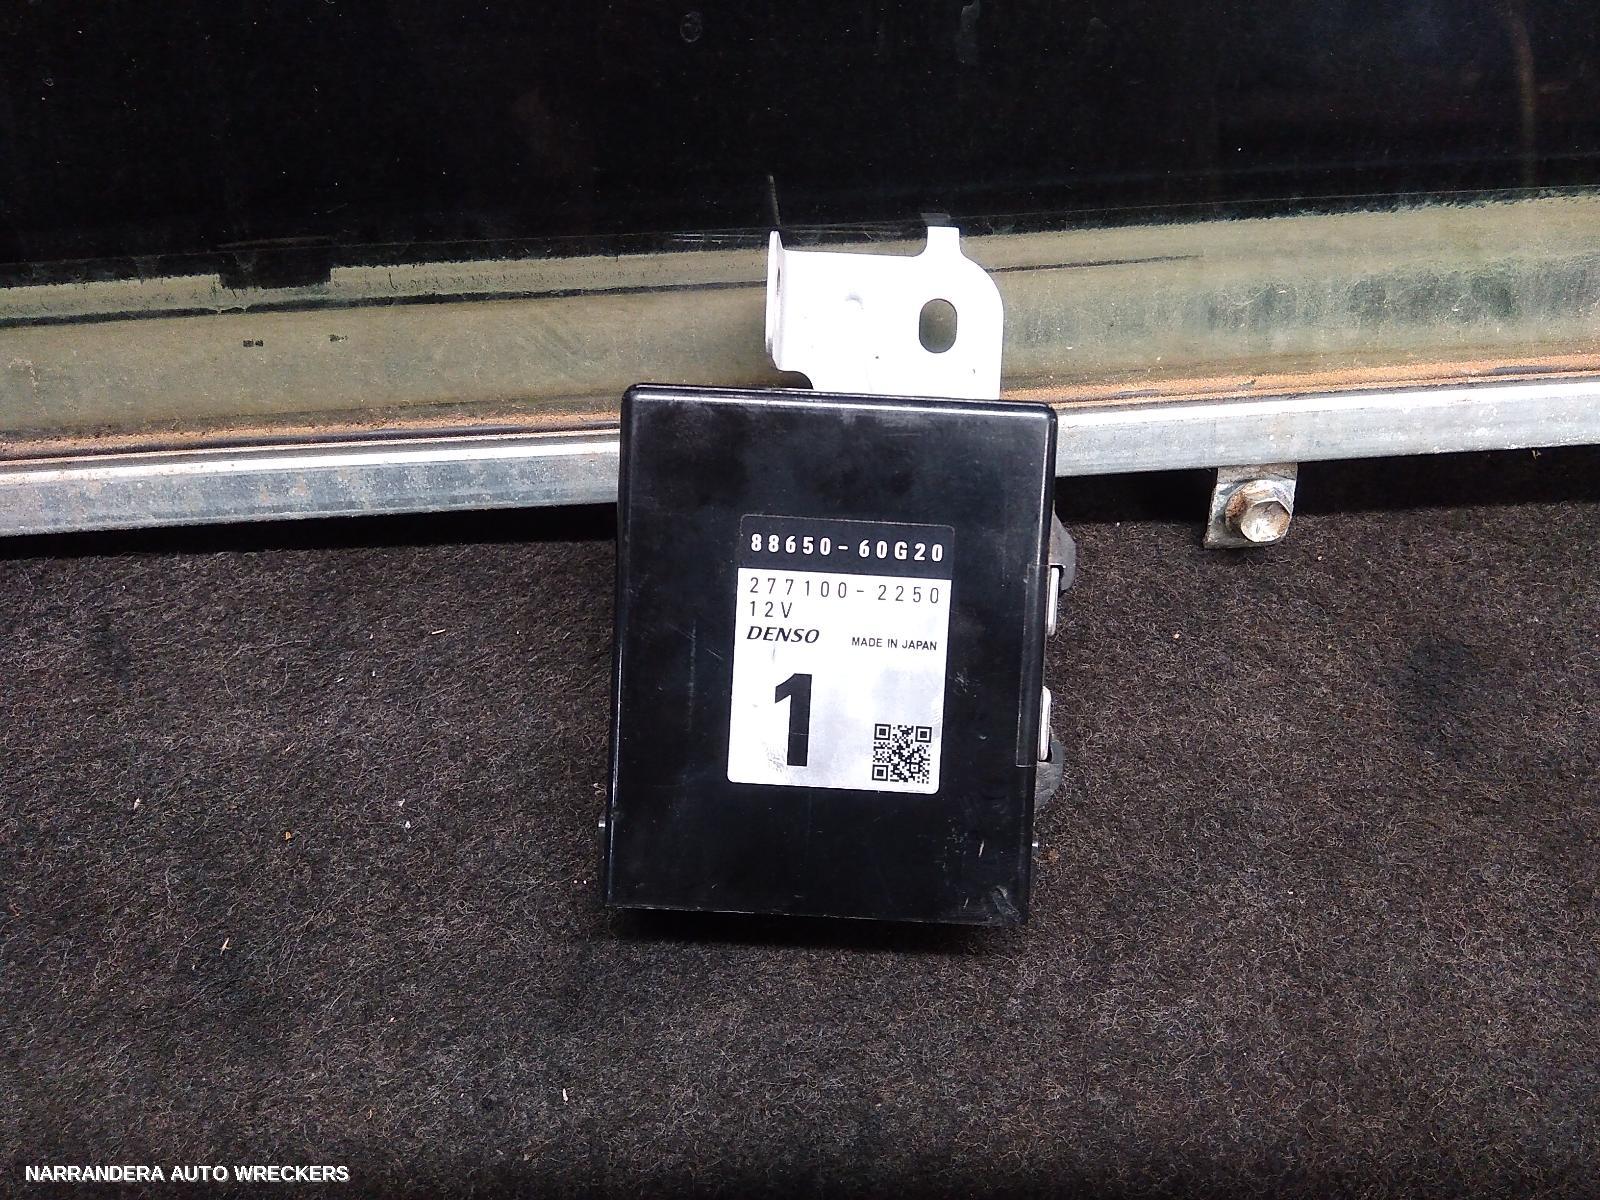 88650-60G20
277100-2250
12V
DENSO MADE IN JAPAN
1
NARRANDERA AUTO WRECKERS